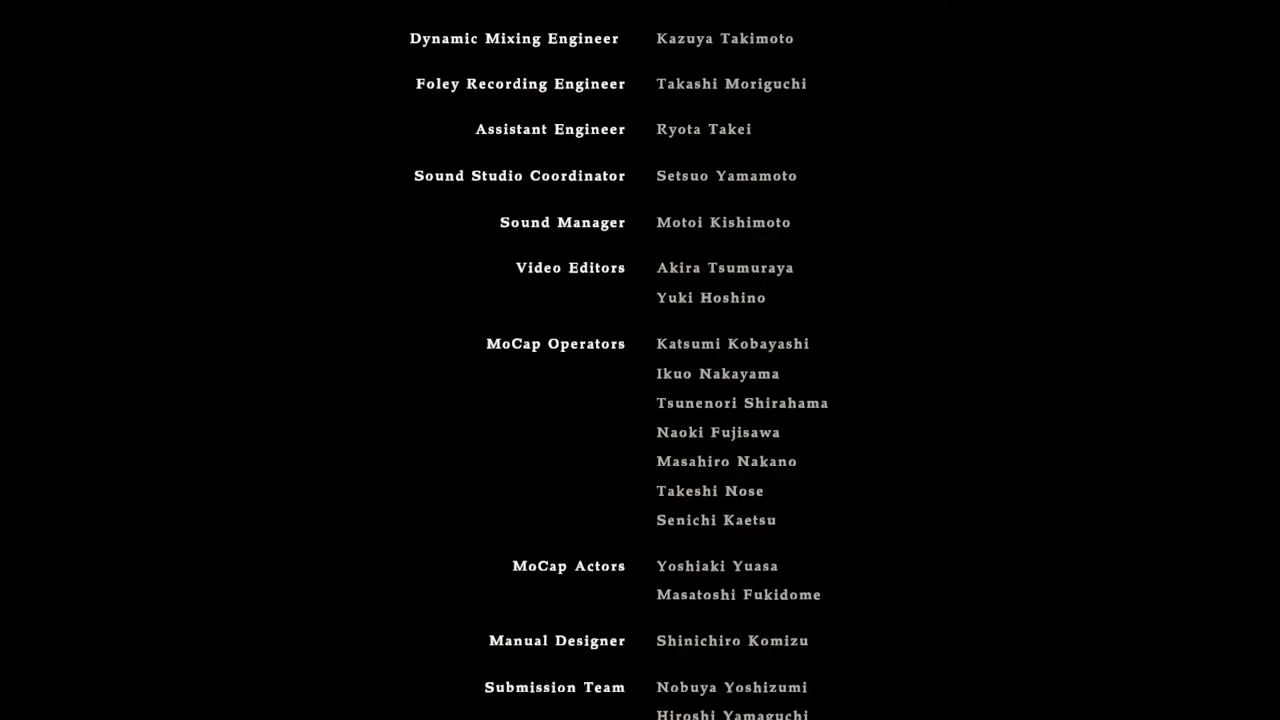 Dynamic Mixing Engineer Kazuya Takimoto
Foley Recording Engineer Takashi Moriguchi
Assistant Engineer Ryota Takei
Sound Studio Coordinator Setsuo Yamamoto
Sound Manager Motoi Kishimoto
Video Editors Akira Tsumuraya
Yuki Hoshino
MoCap Operators Katsumi Kobayashi
Ikuo Nakayama
Tsunenori Shirahama
Naoki Fujisawa
Masahiro Nakano
Takeshi Nose
Senichi Kaetsu
MoCap Actors Yoshiaki Yuasa
Masatoshi Fukidome
Manual Designer Shinichiro Komizu
Submission Team Nobuya Yoshizumi
Hiroshi Yamaguchi